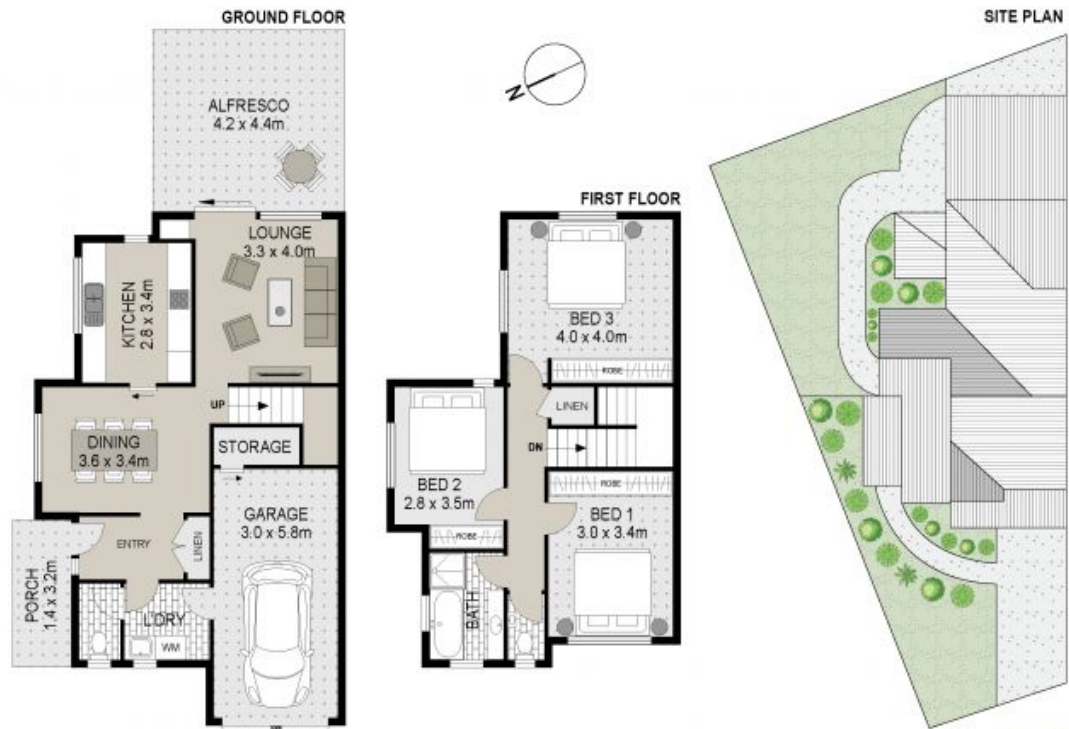 GROUND FLOOR
ALFRESCO
4.2 x 4.4m
LOUNGE
3.3 x 4.0m
KITCHEN
2.8 x 3.4m
UP
DINING
3.6 x 3.4m
STORAGE
GARAGE
3.0 x 5.8m
ENTRY
LINEN
PORCH
1.4 x 3.2m
L'DRY
WM
N
FIRST FLOOR
BED 3
4.0 x 4.0m
ROBE
LINEN
DN
BED 2
2.8 x 3.5m
ROBE
ROBE
BED 1
3.0 x 3.4m
BATH
SITE PLAN